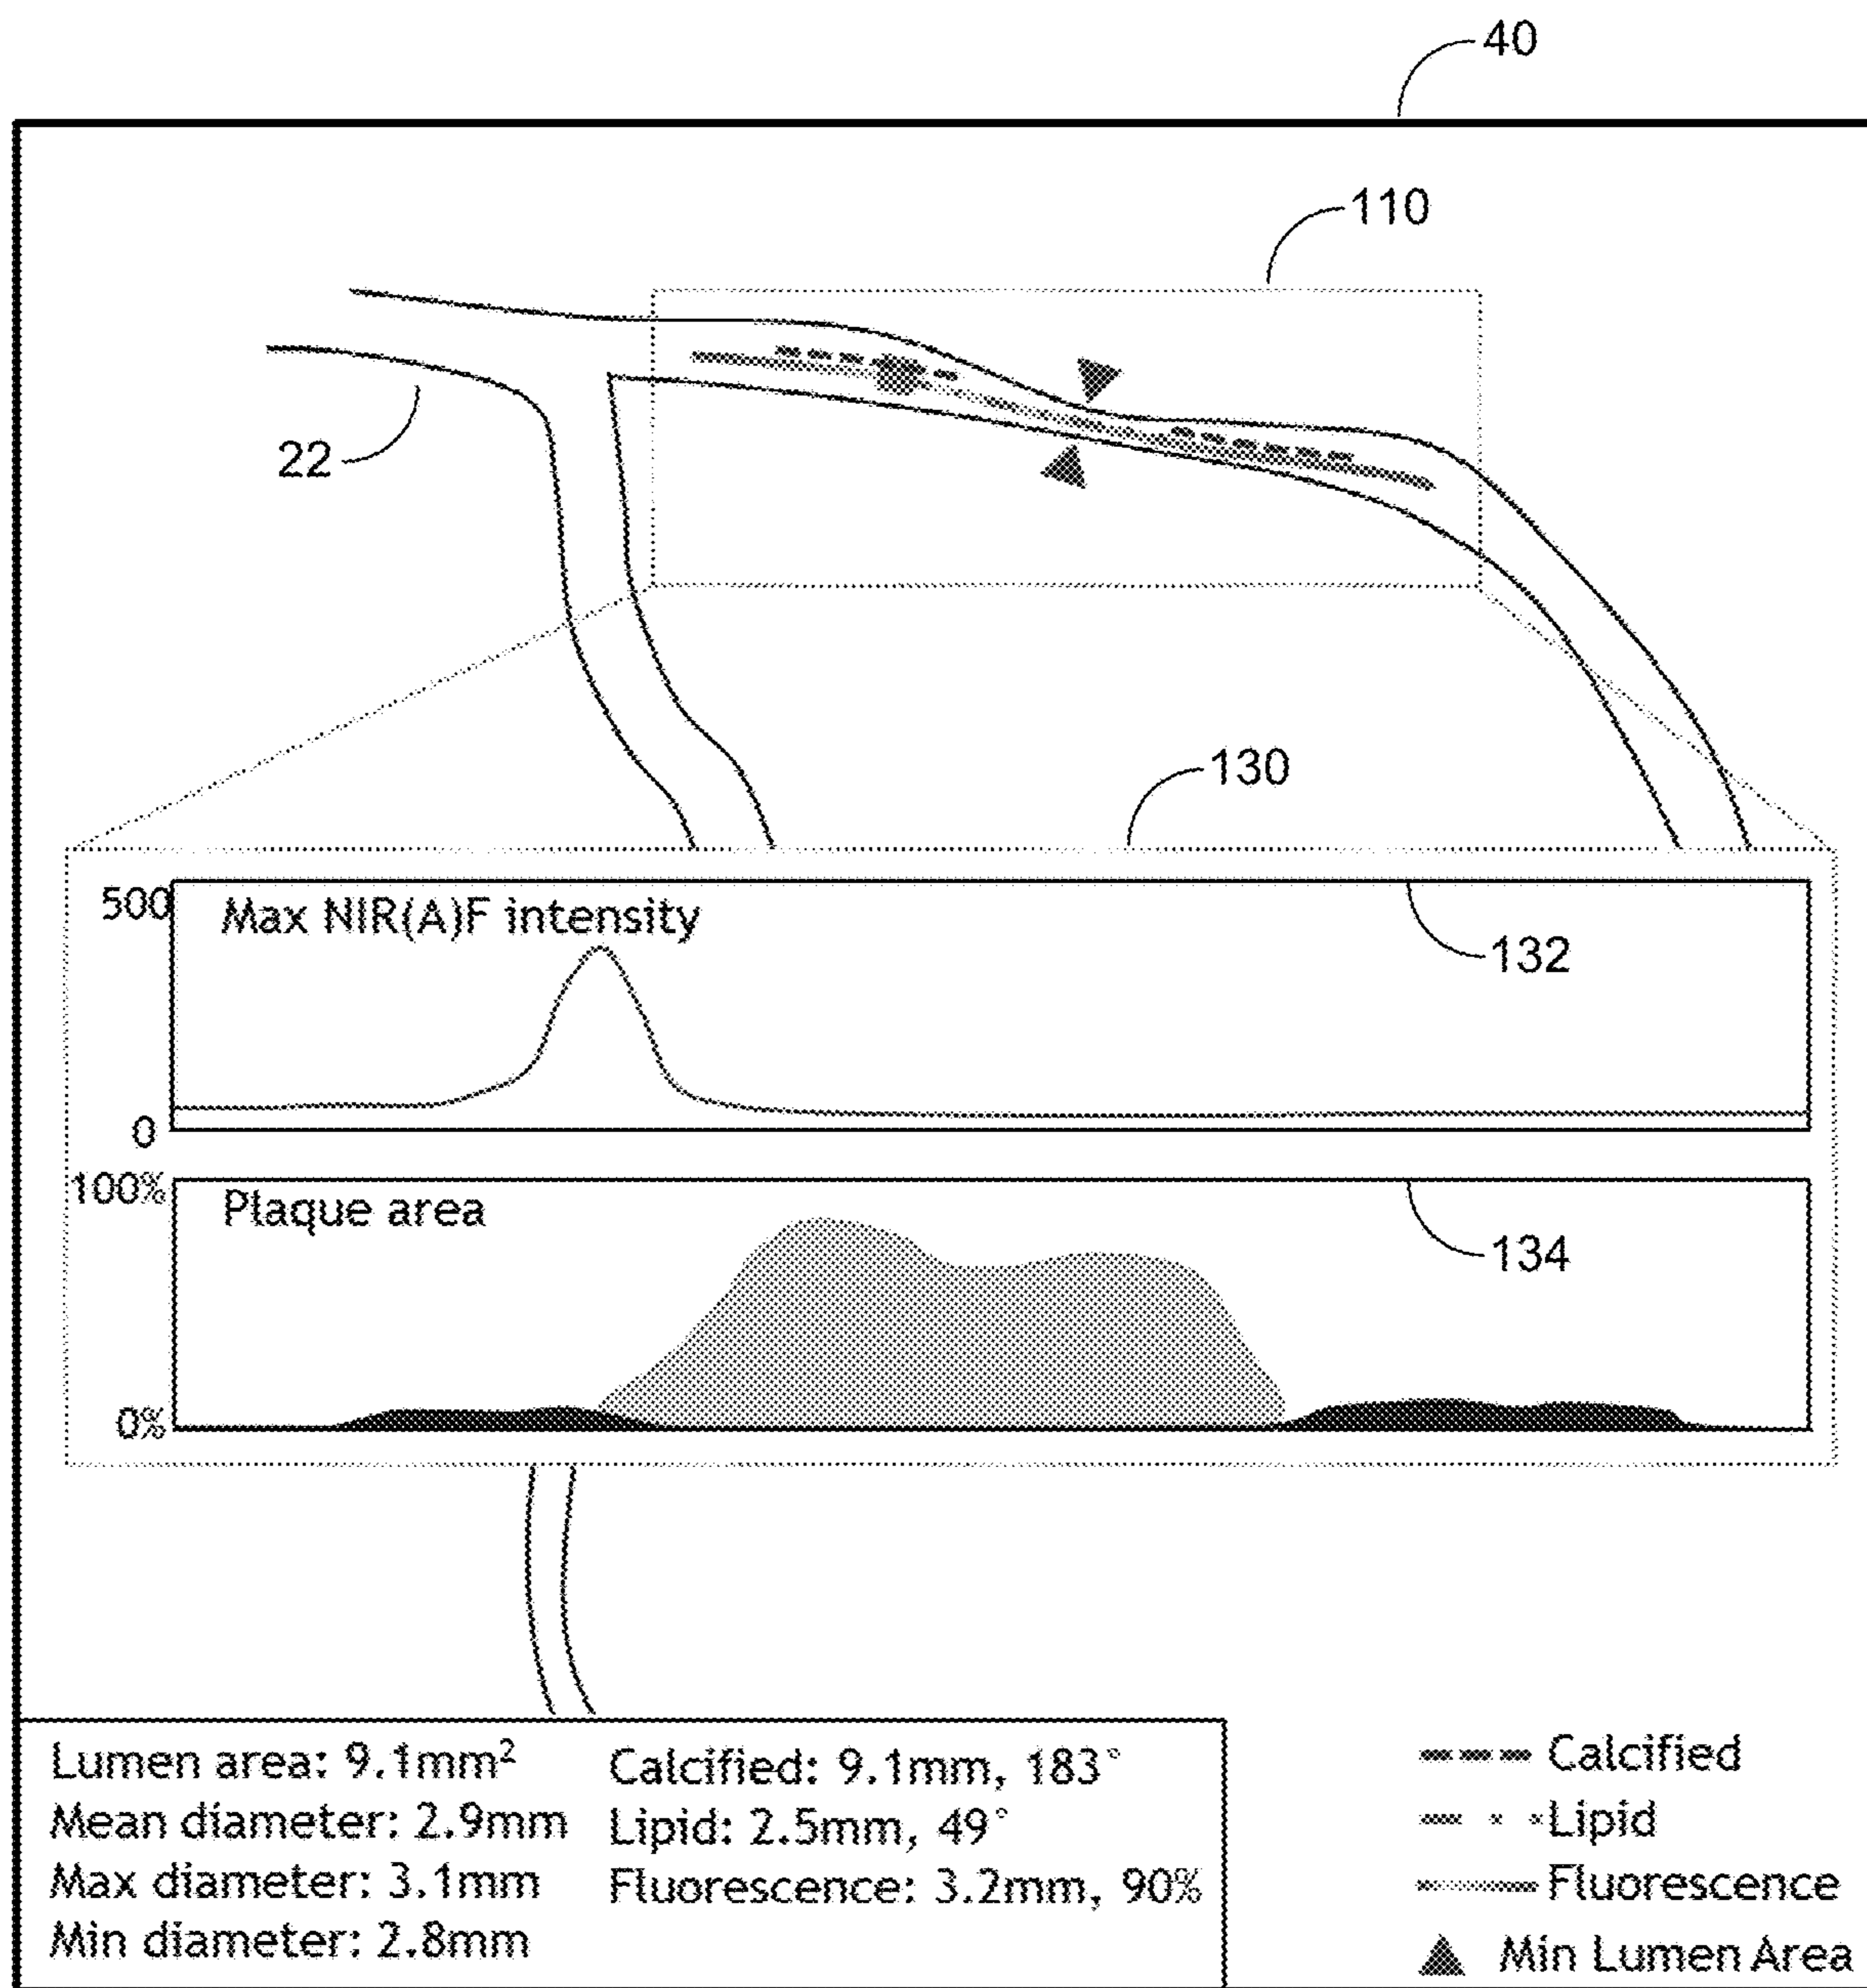 40
110
22
130
500
Max NIR(A)F intensity
132
0
100%
Plaque area
134
0%
Lumen area: 9.1mm²
Mean diameter: 2.9mm
Max diameter: 3.1mm
Min diameter: 2.8mm
Calcified: 9.1mm, 183°
Lipid: 2.5mm, 49°
Fluorescence: 3.2mm, 90%
Calcified
Lipid
Fluorescence
Min Lumen Area